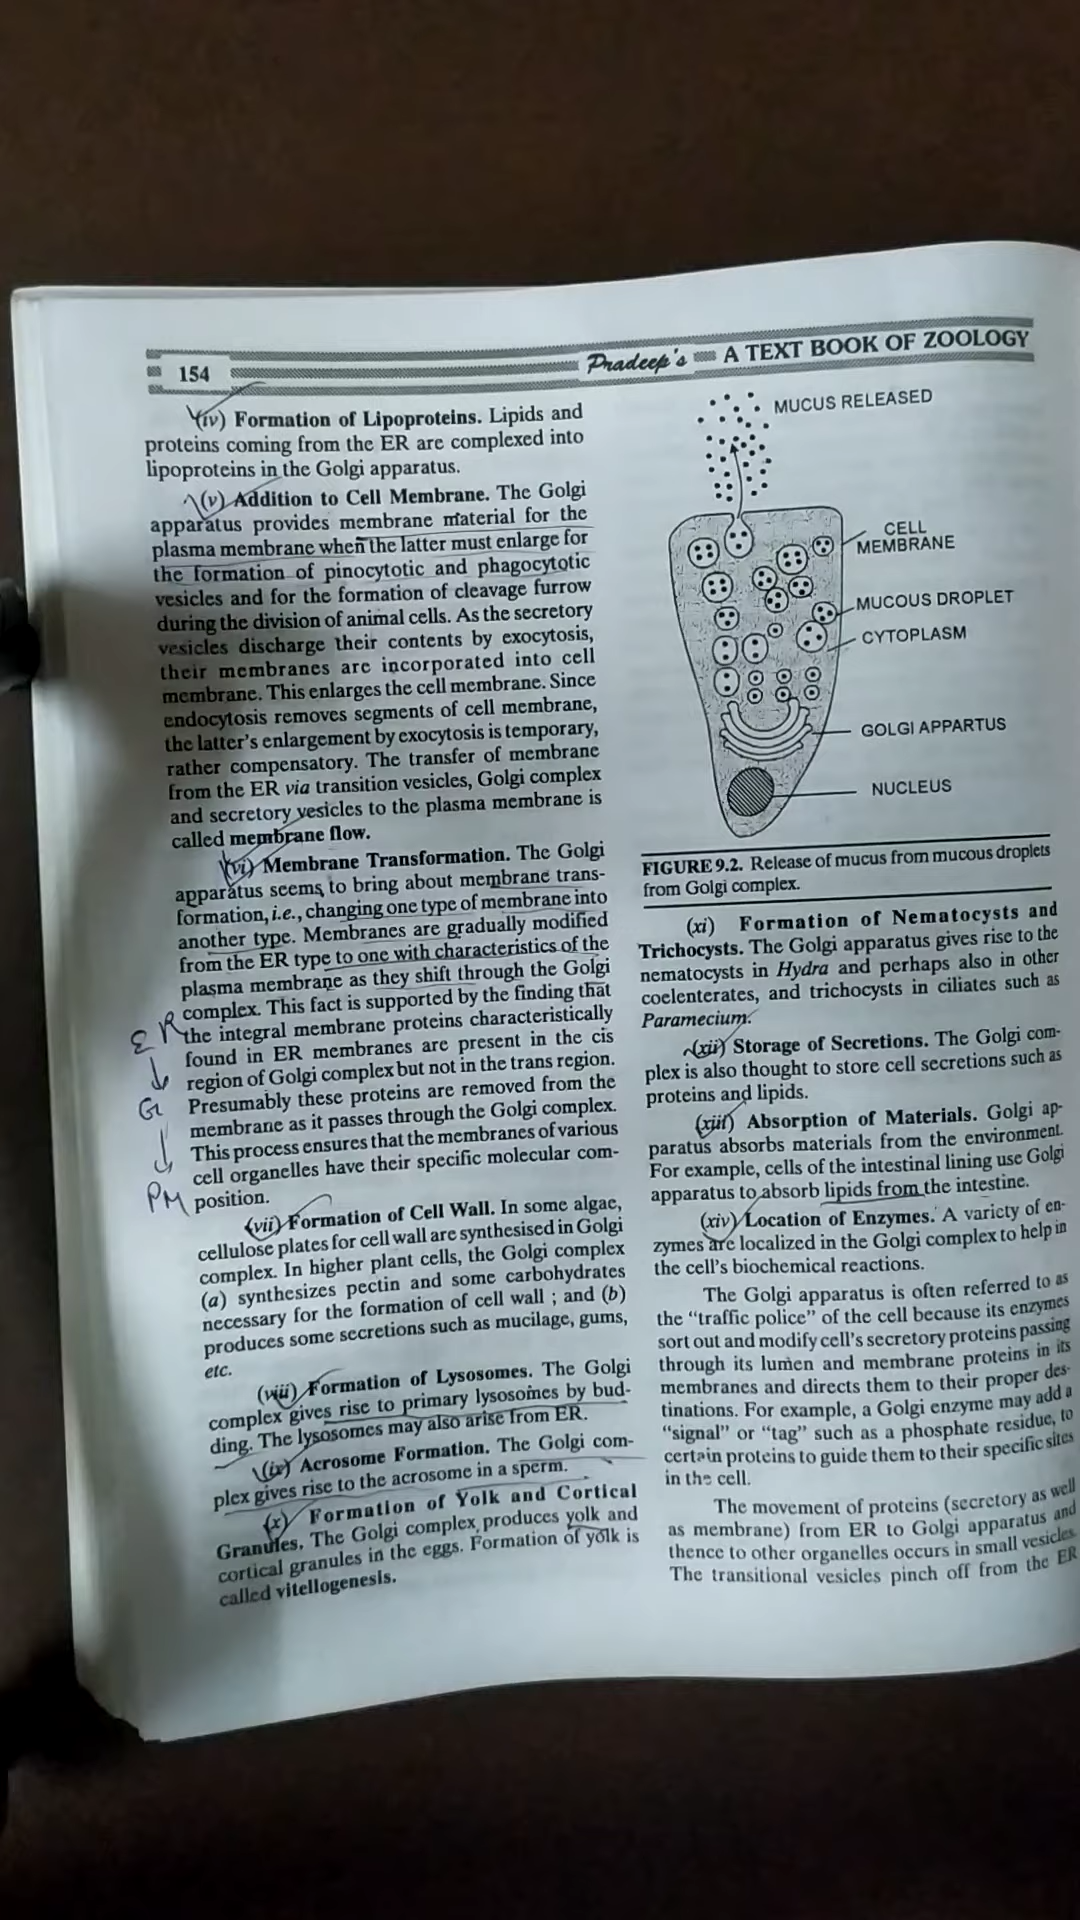 154
Pradeep's A TEXT BOOK OF ZOOLOGY
(iv) Formation of Lipoproteins. Lipids and
proteins coming from the ER are complexed into
lipoproteins in the Golgi apparatus.
(v) Addition to Cell Membrane. The Golgi
apparatus provides membrane material for the
plasma membrane when the latter must enlarge for
the formation of pinocytotic and phagocytotic
vesicles and for the formation of cleavage furrow
during the division of animal cells. As the secretory
vesicles discharge their contents by exocytosis,
their membranes are incorporated into cell
membrane. This enlarges the cell membrane. Since
endocytosis removes segments of cell membrane,
the latter's enlargement by exocytosis is temporary,
rather compensatory. The transfer of membrane
from the ER via transition vesicles, Golgi complex
and secretory vesicles to the plasma membrane is
called membrane flow.
(vi) Membrane Transformation. The Golgi
apparatus seems to bring about membrane trans-
formation, i.e., changing one type of membrane into
another type. Membranes are gradually modified
from the ER type to one with characteristics of the
plasma membrane as they shift through the Golgi
complex. This fact is supported by the finding that
the integral membrane proteins characteristically
found in ER membranes are present in the cis
region of Golgi complex but not in the trans region.
Presumably these proteins are removed from the
membrane as it passes through the Golgi complex.
This process ensures that the membranes of various
cell organelles have their specific molecular com-
position.
ER
↓
G
↓
PM
(vii) Formation of Cell Wall. In some algae,
cellulose plates for cell wall are synthesised in Golgi
complex. In higher plant cells, the Golgi complex
(a) synthesizes pectin and some carbohydrates
necessary for the formation of cell wall ; and (b)
produces some secretions such as mucilage, gums,
etc.
(viii) Formation of Lysosomes. The Golgi
complex gives rise to primary lysosomes by bud-
ding. The lysosomes may also arise from ER.
(ix) Acrosome Formation. The Golgi com-
plex gives rise to the acrosome in a sperm.
(x) Formation of Yolk and Cortical
Granules. The Golgi complex produces yolk and
cortical granules in the eggs. Formation of yolk is
called vitellogenesis.
MUCUS RELEASED
CELL
MEMBRANE
MUCOUS DROPLET
CYTOPLASM
GOLGI APPARTUS
NUCLEUS
FIGURE 9.2. Release of mucus from mucous droplets
from Golgi complex.
(xi) Formation of Nematocysts and
Trichocysts. The Golgi apparatus gives rise to the
nematocysts in Hydra and perhaps also in other
coelenterates, and trichocysts in ciliates such as
Paramecium.
(xii) Storage of Secretions. The Golgi com-
plex is also thought to store cell secretions such as
proteins and lipids.
(xiii) Absorption of Materials. Golgi ap-
paratus absorbs materials from the environment.
For example, cells of the intestinal lining use Golgi
apparatus to absorb lipids from the intestine.
(xiv) Location of Enzymes. A variety of en-
zymes are localized in the Golgi complex to help in
the cell's biochemical reactions.
The Golgi apparatus is often referred to as
the "traffic police" of the cell because its enzymes
sort out and modify cell's secretory proteins passing
through its lumen and membrane proteins in its
membranes and directs them to their proper des-
tinations. For example, a Golgi enzyme may add a
"signal" or "tag" such as a phosphate residue, to
certain proteins to guide them to their specific sites
in the cell.
The movement of proteins (secretory as well
as membrane) from ER to Golgi apparatus and
thence to other organelles occurs in small vesicles.
The transitional vesicles pinch off from the ER